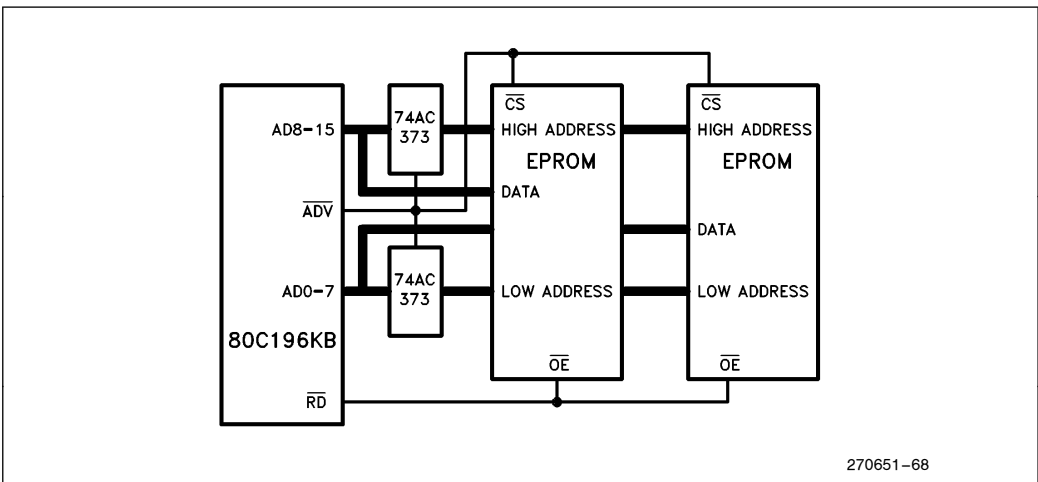 AD8–15
ADV
AD0–7
80C196KB
RD
74AC
373
74AC
373
CS
HIGH ADDRESS
EPROM
DATA
LOW ADDRESS
OE
CS
HIGH ADDRESS
EPROM
DATA
LOW ADDRESS
OE
270651–68